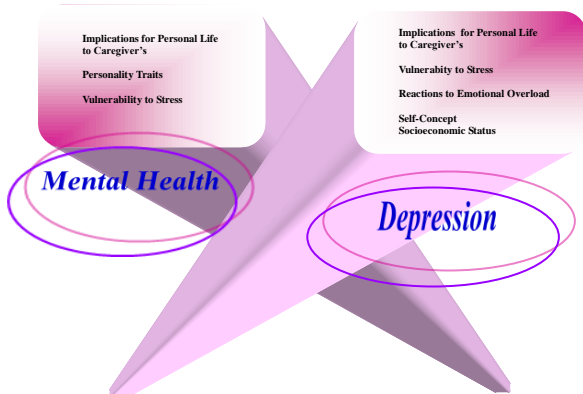 Implications for Personal Life
to Caregiver's
Personality Traits
Vulnerability to Stress
Mental Health
Implications for Personal Life
to Caregiver's
Vulnerabity to Stress
Reactions to Emotional Overload
Self-Concept
Socioeconomic Status
Depression